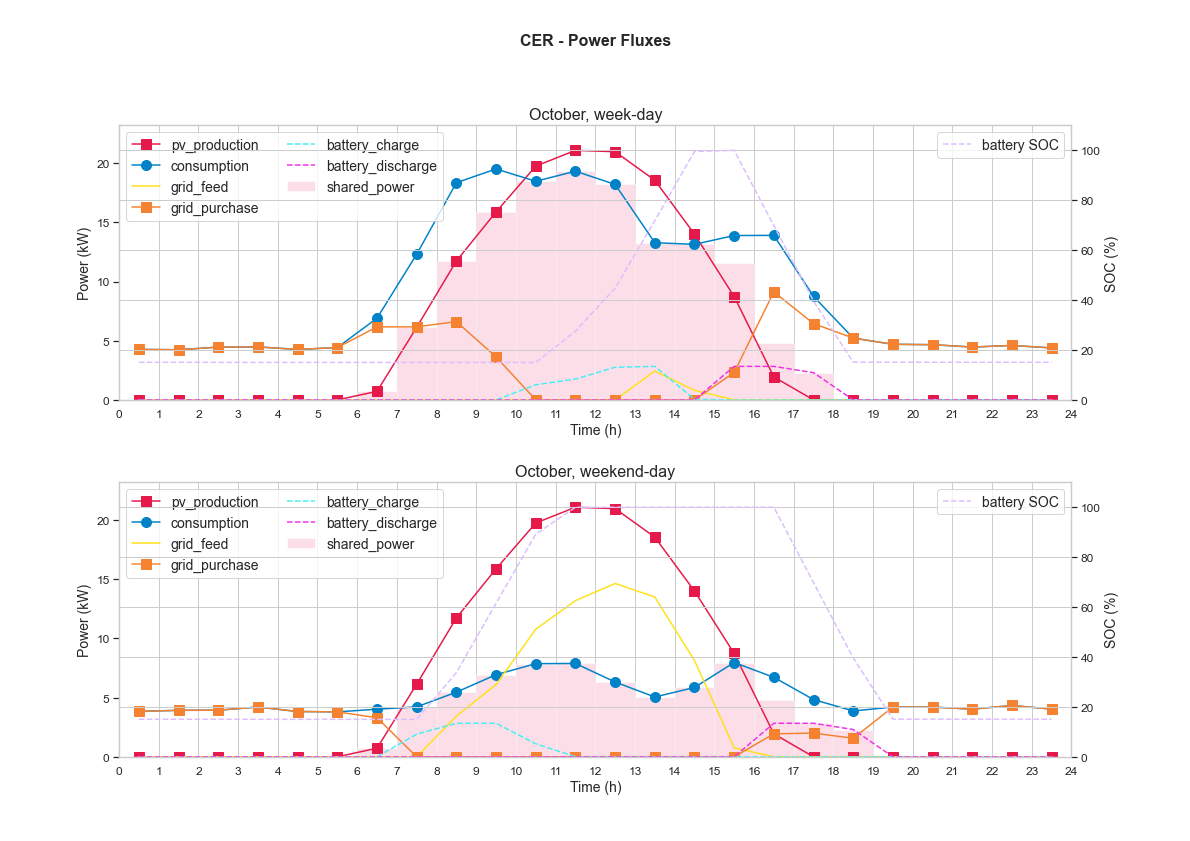 CER - Power Fluxes
October, week-day
pv_production
consumption
grid_feed
grid_purchase
battery_charge
battery_discharge
shared_power
battery SOC
Power (kW)
20
15
10
5
0
100
80
60
40
20
0
SOC (%)
0 1 2 3 4 5 6 7 8 9 10 11 12 13 14 15 16 17 18 19 20 21 22 23 24
Time (h)
October, weekend-day
pv_production
consumption
grid_feed
grid_purchase
battery_charge
battery_discharge
shared_power
battery SOC
Power (kW)
20
15
10
5
0
100
80
60
40
20
0
SOC (%)
0 1 2 3 4 5 6 7 8 9 10 11 12 13 14 15 16 17 18 19 20 21 22 23 24
Time (h)